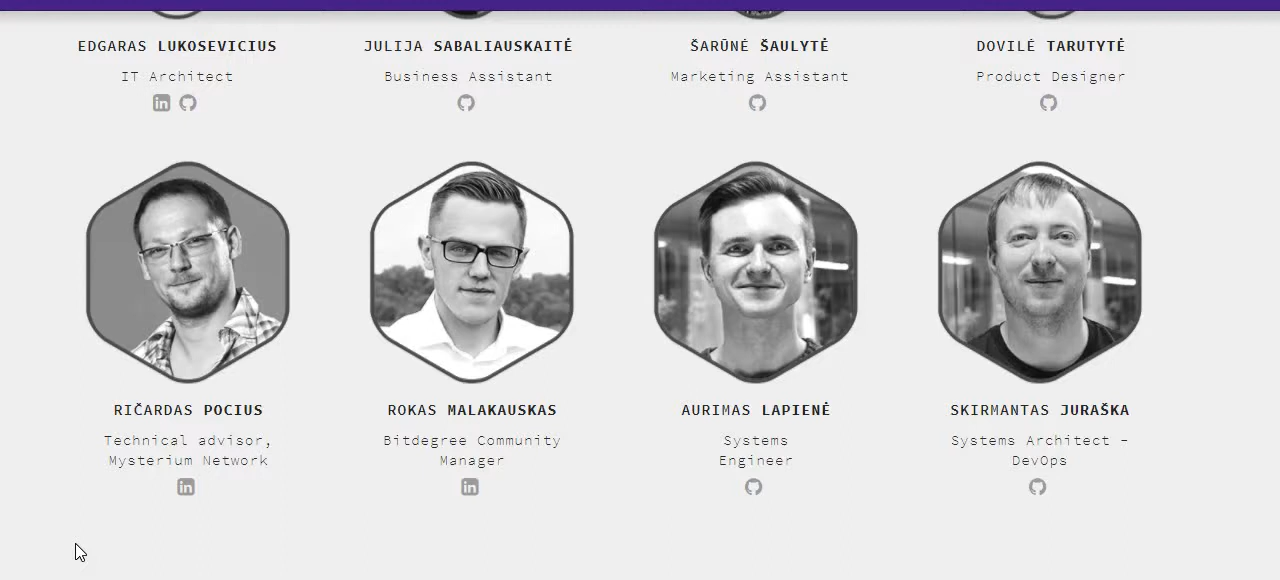 EDGARAS LUKOSEVICIUS
IT Architect
JULIJA SABALIAUSKAITĖ
Business Assistant
ŠARŪNĖ ŠAULYTĖ
Marketing Assistant
DOVILĖ TARUTYTĖ
Product Designer
RIČARDAS POCIUS
Technical advisor,
Mysterium Network
ROKAS MALAKAUSKAS
Bitdegree Community
Manager
AURIMAS LAPIENĖ
Systems
Engineer
SKIRMANTAS JURAŠKA
Systems Architect -
DevOps